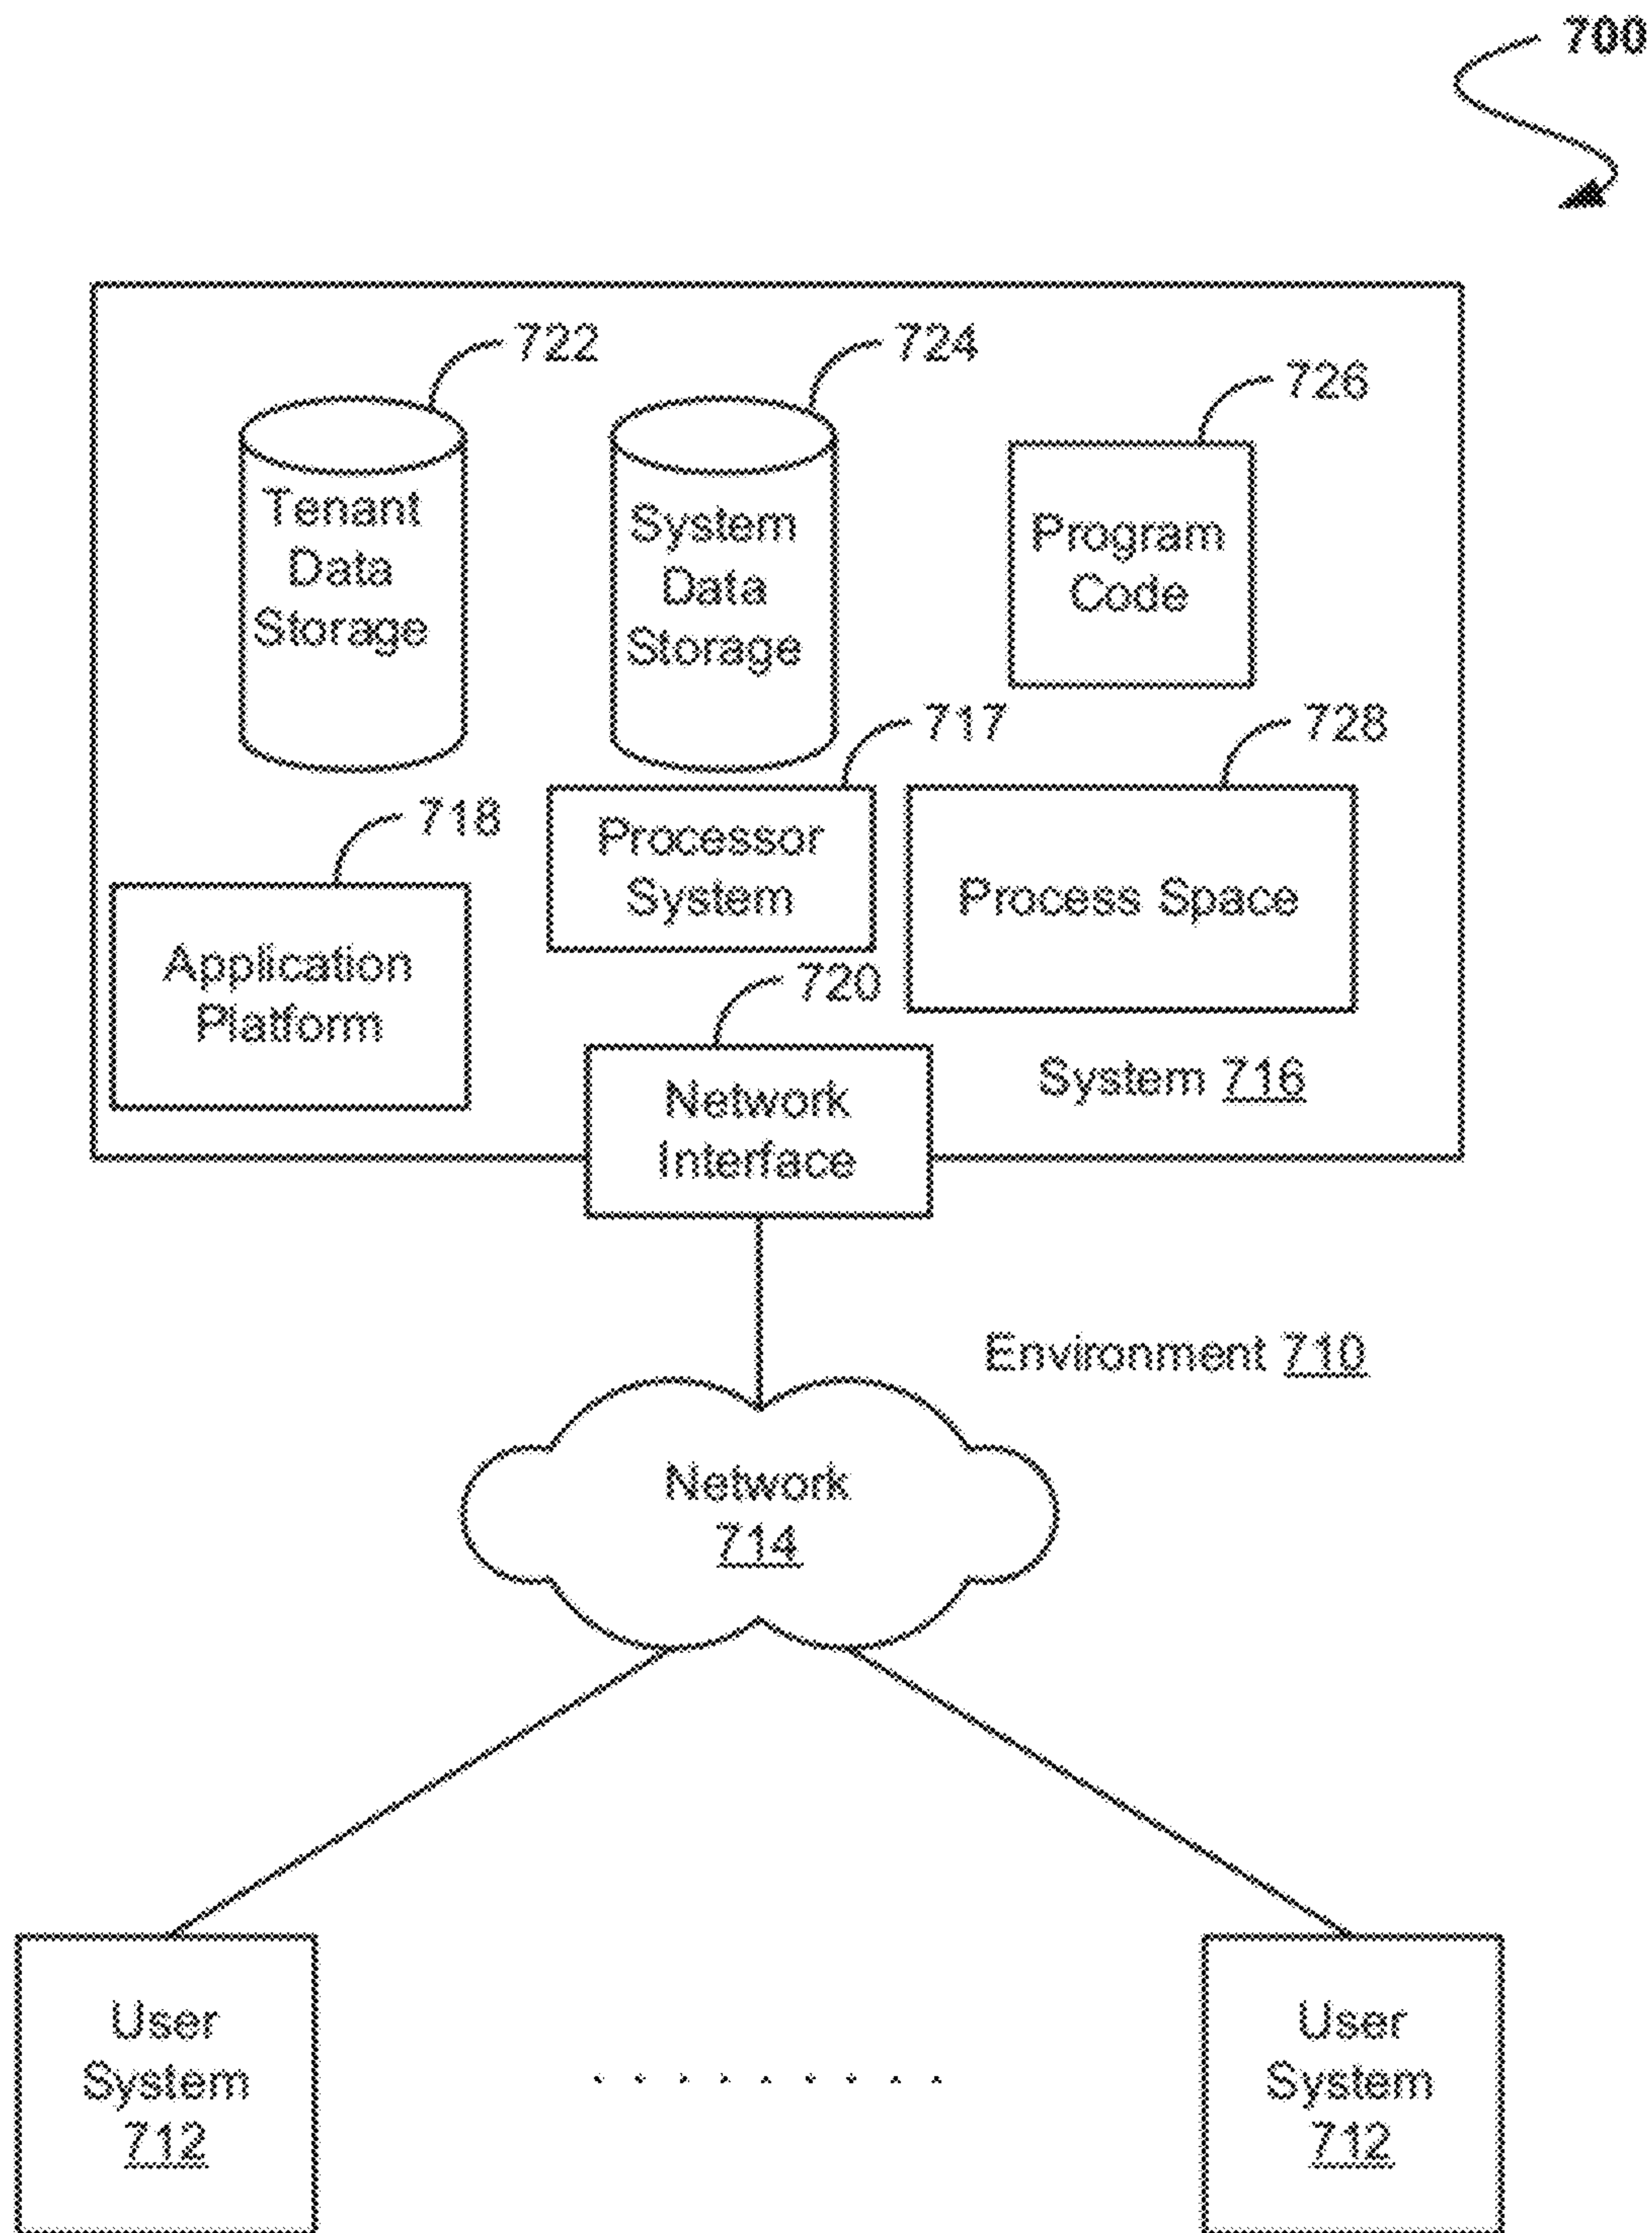 700
722
724
726
Tenant
Data
Storage
System
Data
Storage
Program
Code
717
728
718
Processor
System
Process Space
Application
Platform
720
System 716
Network
Interface
Environment 710
Network
714
User
System
712
. . . . . . . . .
User
System
712